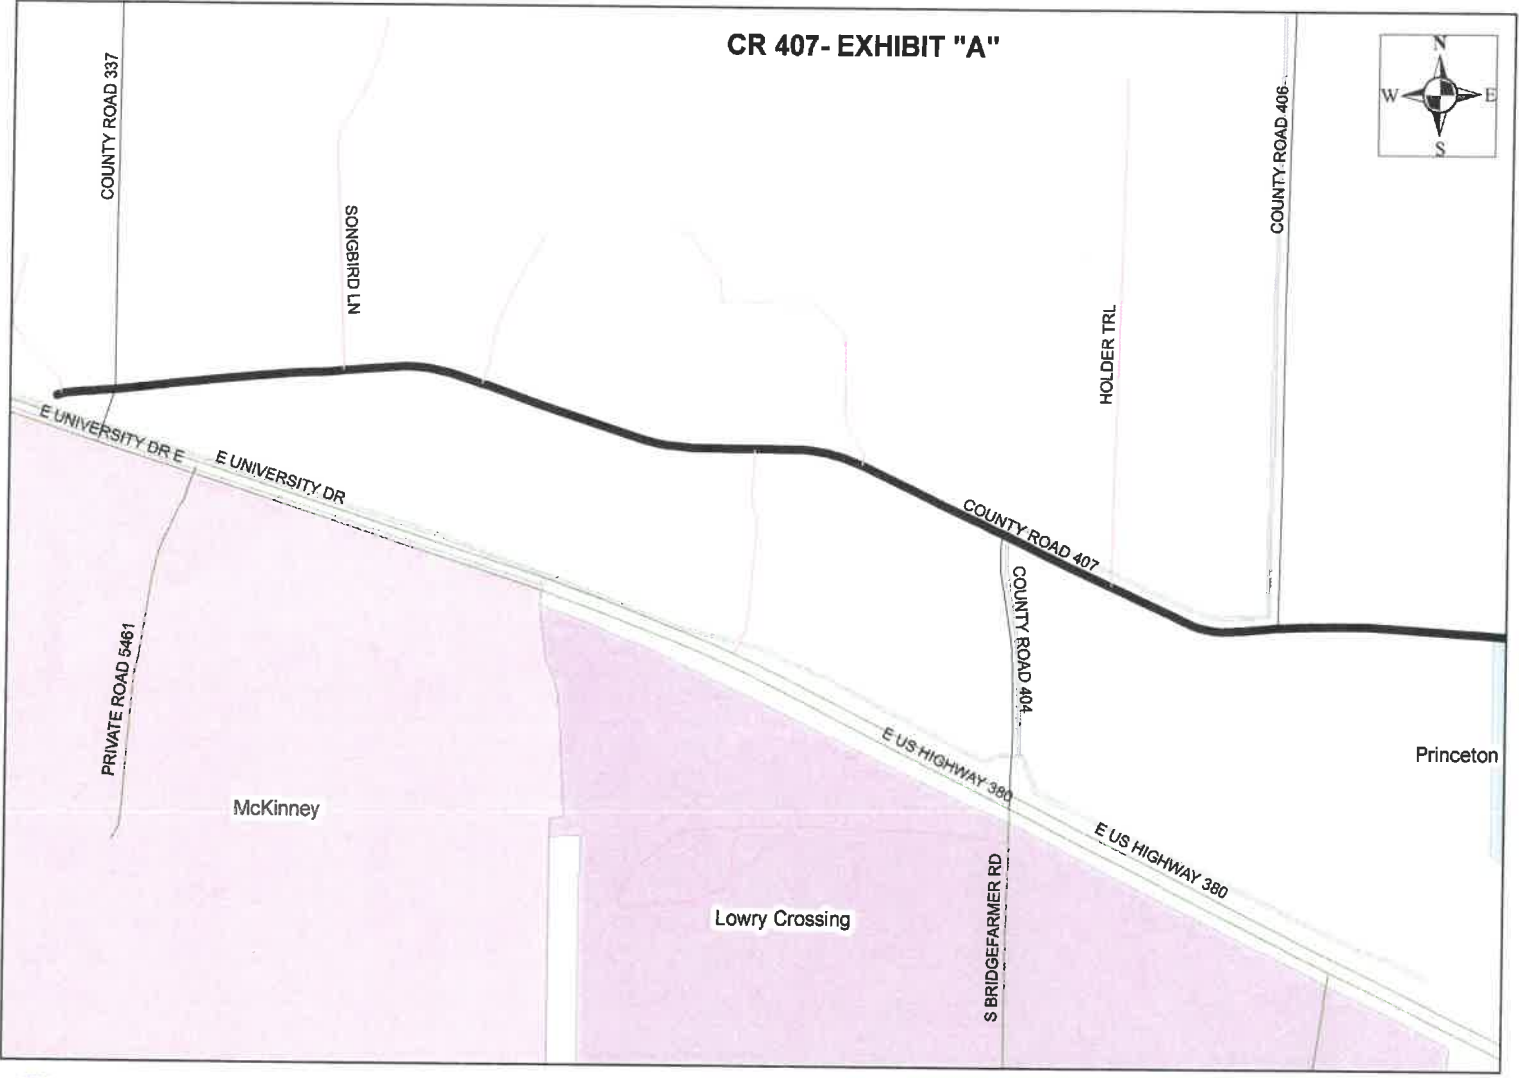 CR 407- EXHIBIT "A"
N
W E
S
COUNTY ROAD 337
SONGBIRD LN
HOLDER TRL
COUNTY ROAD 406
E UNIVERSITY DR E
E UNIVERSITY DR
COUNTY ROAD 407
COUNTY ROAD 404
PRIVATE ROAD 5461
E US HIGHWAY 380
Princeton
McKinney
E US HIGHWAY 380
Lowry Crossing
S BRIDGEFARMER RD